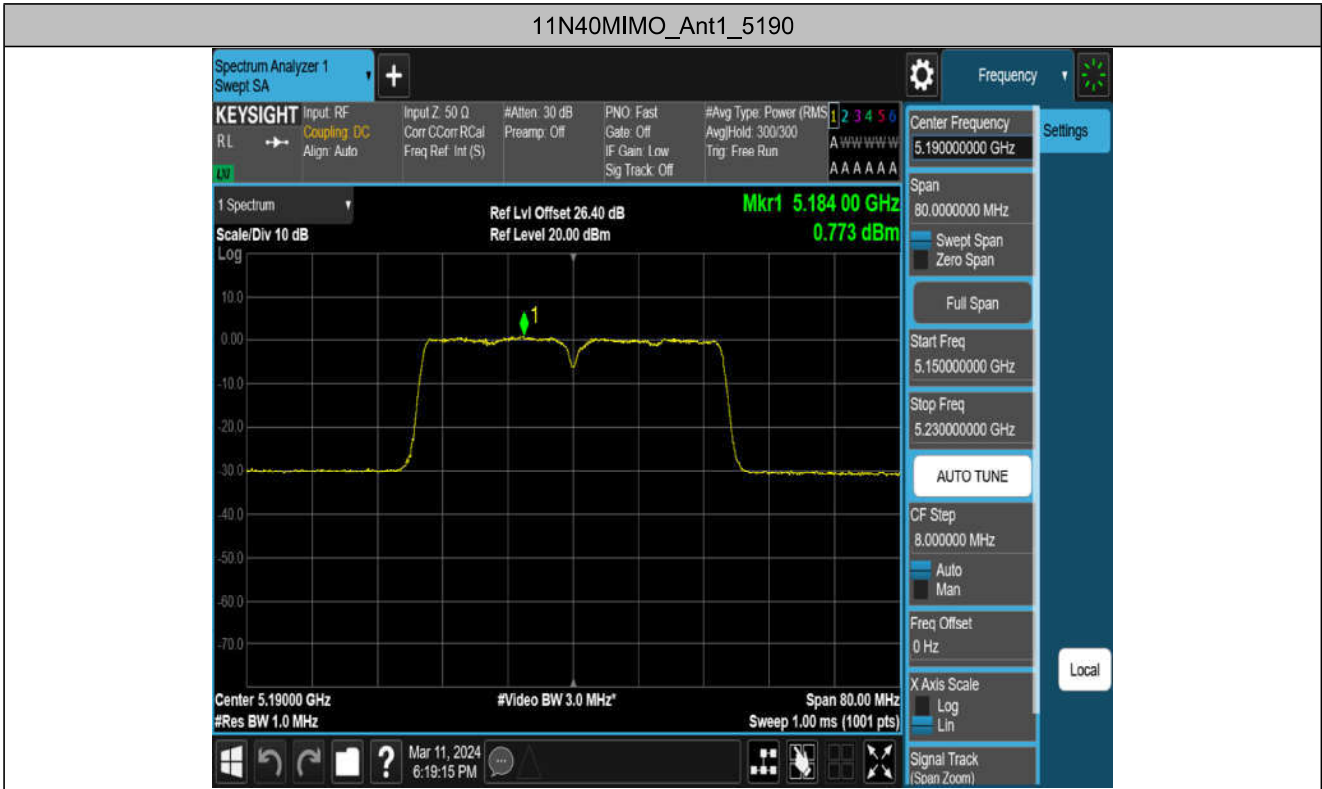 11N40MIMO_Ant1_5190
Spectrum Analyzer 1
Swept SA
+
Frequency
KEYSIGHT
RL
LXI
Input: RF
Coupling: DC
Align: Auto
Input Z: 50 Ω
Corr CCorr RCal
Freq Ref: Int (S)
#Atten: 30 dB
Preamp: Off
PNO: Fast
Gate: Off
IF Gain: Low
Sig Track: Off
#Avg Type: Power (RMS
Avg|Hold: 300/300
Trig: Free Run
1 2 3 4 5 6
A W W W W W
A A A A A A
1 Spectrum
Scale/Div 10 dB
Log
Ref Lvl Offset 26.40 dB
Ref Level 20.00 dBm
Mkr1 5.184 00 GHz
0.773 dBm
10.0
0.00
-10.0
-20.0
-30.0
-40.0
-50.0
-60.0
-70.0
1
Center 5.19000 GHz
#Res BW 1.0 MHz
#Video BW 3.0 MHz*
Span 80.00 MHz
Sweep 1.00 ms (1001 pts)
Center Frequency
5.190000000 GHz
Settings
Span
80.0000000 MHz
Swept Span
Zero Span
Full Span
Start Freq
5.150000000 GHz
Stop Freq
5.230000000 GHz
AUTO TUNE
CF Step
8.000000 MHz
Auto
Man
Freq Offset
0 Hz
X Axis Scale
Log
Lin
Local
Signal Track
(Span Zoom)
?
Mar 11, 2024
6:19:15 PM